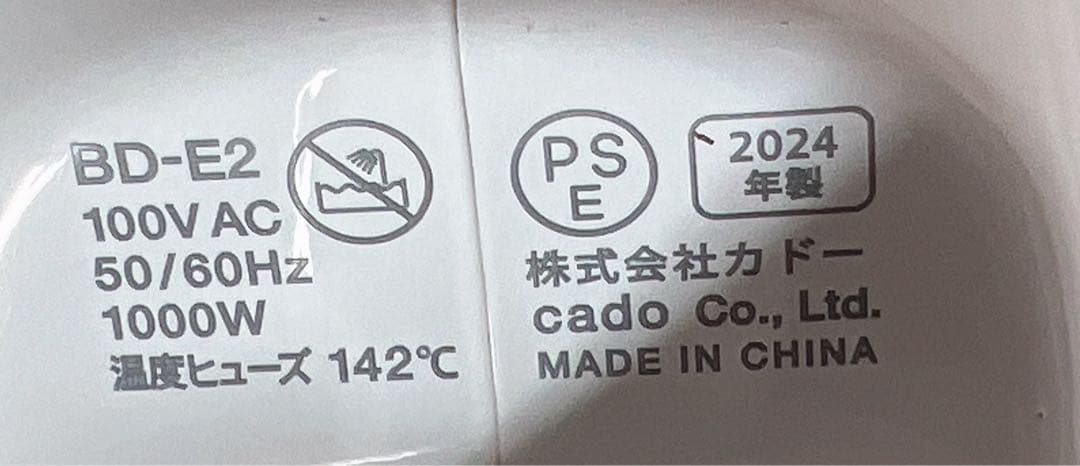 BD-E2
100V AC
50/60Hz
1000W
温度ヒューズ 142℃
PS
E
2024
年製
株式会社カドー
cado Co., Ltd.
MADE IN CHINA